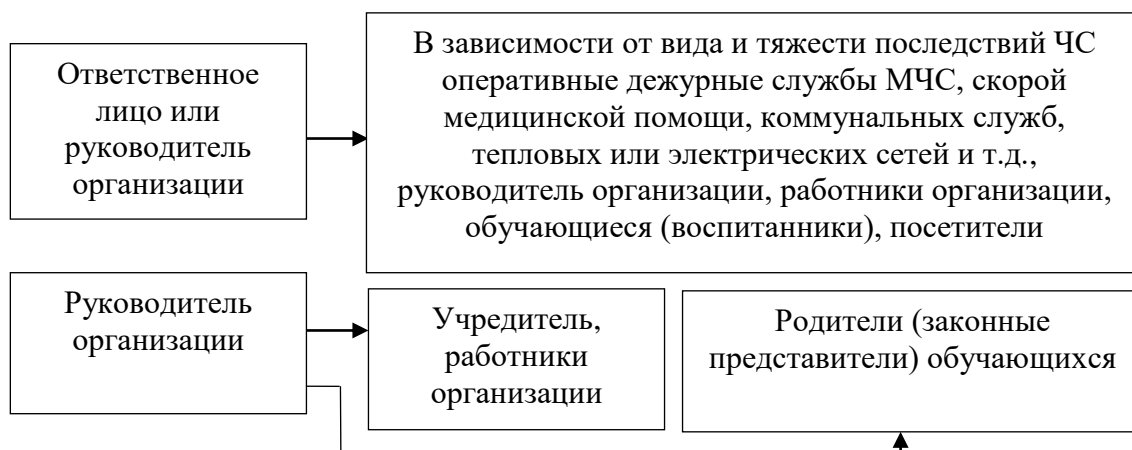 Ответственное
лицо или
руководитель
организации
В зависимости от вида и тяжести последствий ЧС
оперативные дежурные службы МЧС, скорой
медицинской помощи, коммунальных служб,
тепловых или электрических сетей и т.д.,
руководитель организации, работники организации,
обучающиеся (воспитанники), посетители
Руководитель
организации
Учредитель,
работники
организации
Родители (законные
представители) обучающихся